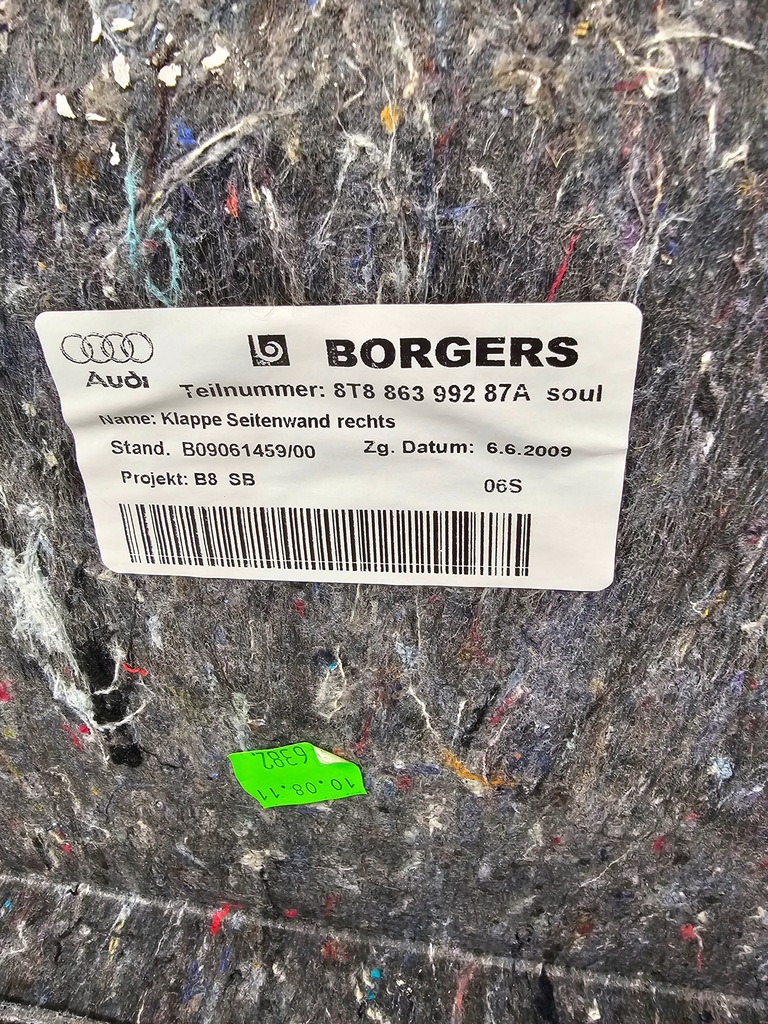 BORGERS
Audi
Teilnummer: 8T8 863 992 87A soul
Name: Klappe Seitenwand rechts
Stand. B09061459/00 Zg. Datum: 6.6.2009
Projekt: B8 SB 06S
10.08.11
6382